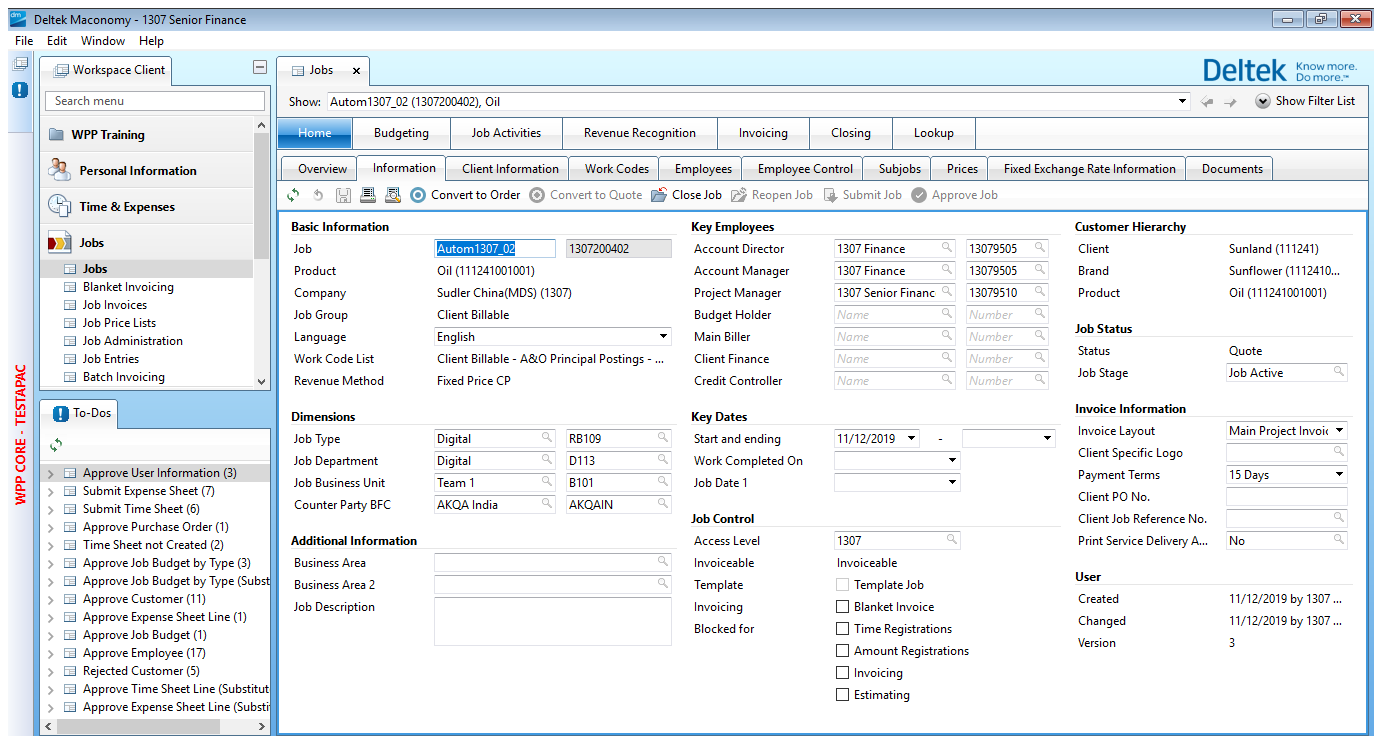 Deltek Maconomy - 1307 Senior Finance
File Edit Window Help
Workspace Client
Search menu
WPP Training
Personal Information
Time & Expenses
Jobs
Jobs
Blanket Invoicing
Job Invoices
Job Price Lists
Job Administration
Job Entries
Batch Invoicing
WPP CORE - TESTAPAC
To-Dos
Approve User Information (3)
Submit Expense Sheet (7)
Submit Time Sheet (6)
Approve Purchase Order (1)
Time Sheet not Created (2)
Approve Job Budget by Type (3)
Approve Job Budget by Type (Subst
Approve Customer (11)
Approve Expense Sheet Line (1)
Approve Job Budget (1)
Approve Employee (17)
Rejected Customer (5)
Approve Time Sheet Line (Substitut
Approve Expense Sheet Line (Substi
Jobs
Deltek Know more. Do more.™
Show: Autom1307_02 (1307200402), Oil
Show Filter List
Home Budgeting Job Activities Revenue Recognition Invoicing Closing Lookup
Overview Information Client Information Work Codes Employees Employee Control Subjobs Prices Fixed Exchange Rate Information Documents
Convert to Order Convert to Quote Close Job Reopen Job Submit Job Approve Job
Basic Information
Job Autom1307_02 1307200402
Product Oil (111241001001)
Company Sudler China(MDS) (1307)
Job Group Client Billable
Language English
Work Code List Client Billable - A&O Principal Postings - ...
Revenue Method Fixed Price CP
Dimensions
Job Type Digital RB109
Job Department Digital D113
Job Business Unit Team 1 B101
Counter Party BFC AKQA India AKQAIN
Additional Information
Business Area
Business Area 2
Job Description
Key Employees
Account Director 1307 Finance 13079505
Account Manager 1307 Finance 13079505
Project Manager 1307 Senior Financ 13079510
Budget Holder Name Number
Main Biller Name Number
Client Finance Name Number
Credit Controller Name Number
Key Dates
Start and ending 11/12/2019 -
Work Completed On
Job Date 1
Job Control
Access Level 1307
Invoiceable Invoiceable
Template Template Job
Invoicing Blanket Invoice
Blocked for Time Registrations
Amount Registrations
Invoicing
Estimating
Customer Hierarchy
Client Sunland (111241)
Brand Sunflower (1112410...
Product Oil (111241001001)
Job Status
Status Quote
Job Stage Job Active
Invoice Information
Invoice Layout Main Project Invoic
Client Specific Logo
Payment Terms 15 Days
Client PO No.
Client Job Reference No.
Print Service Delivery A... No
User
Created 11/12/2019 by 1307 ...
Changed 11/12/2019 by 1307 ...
Version 3